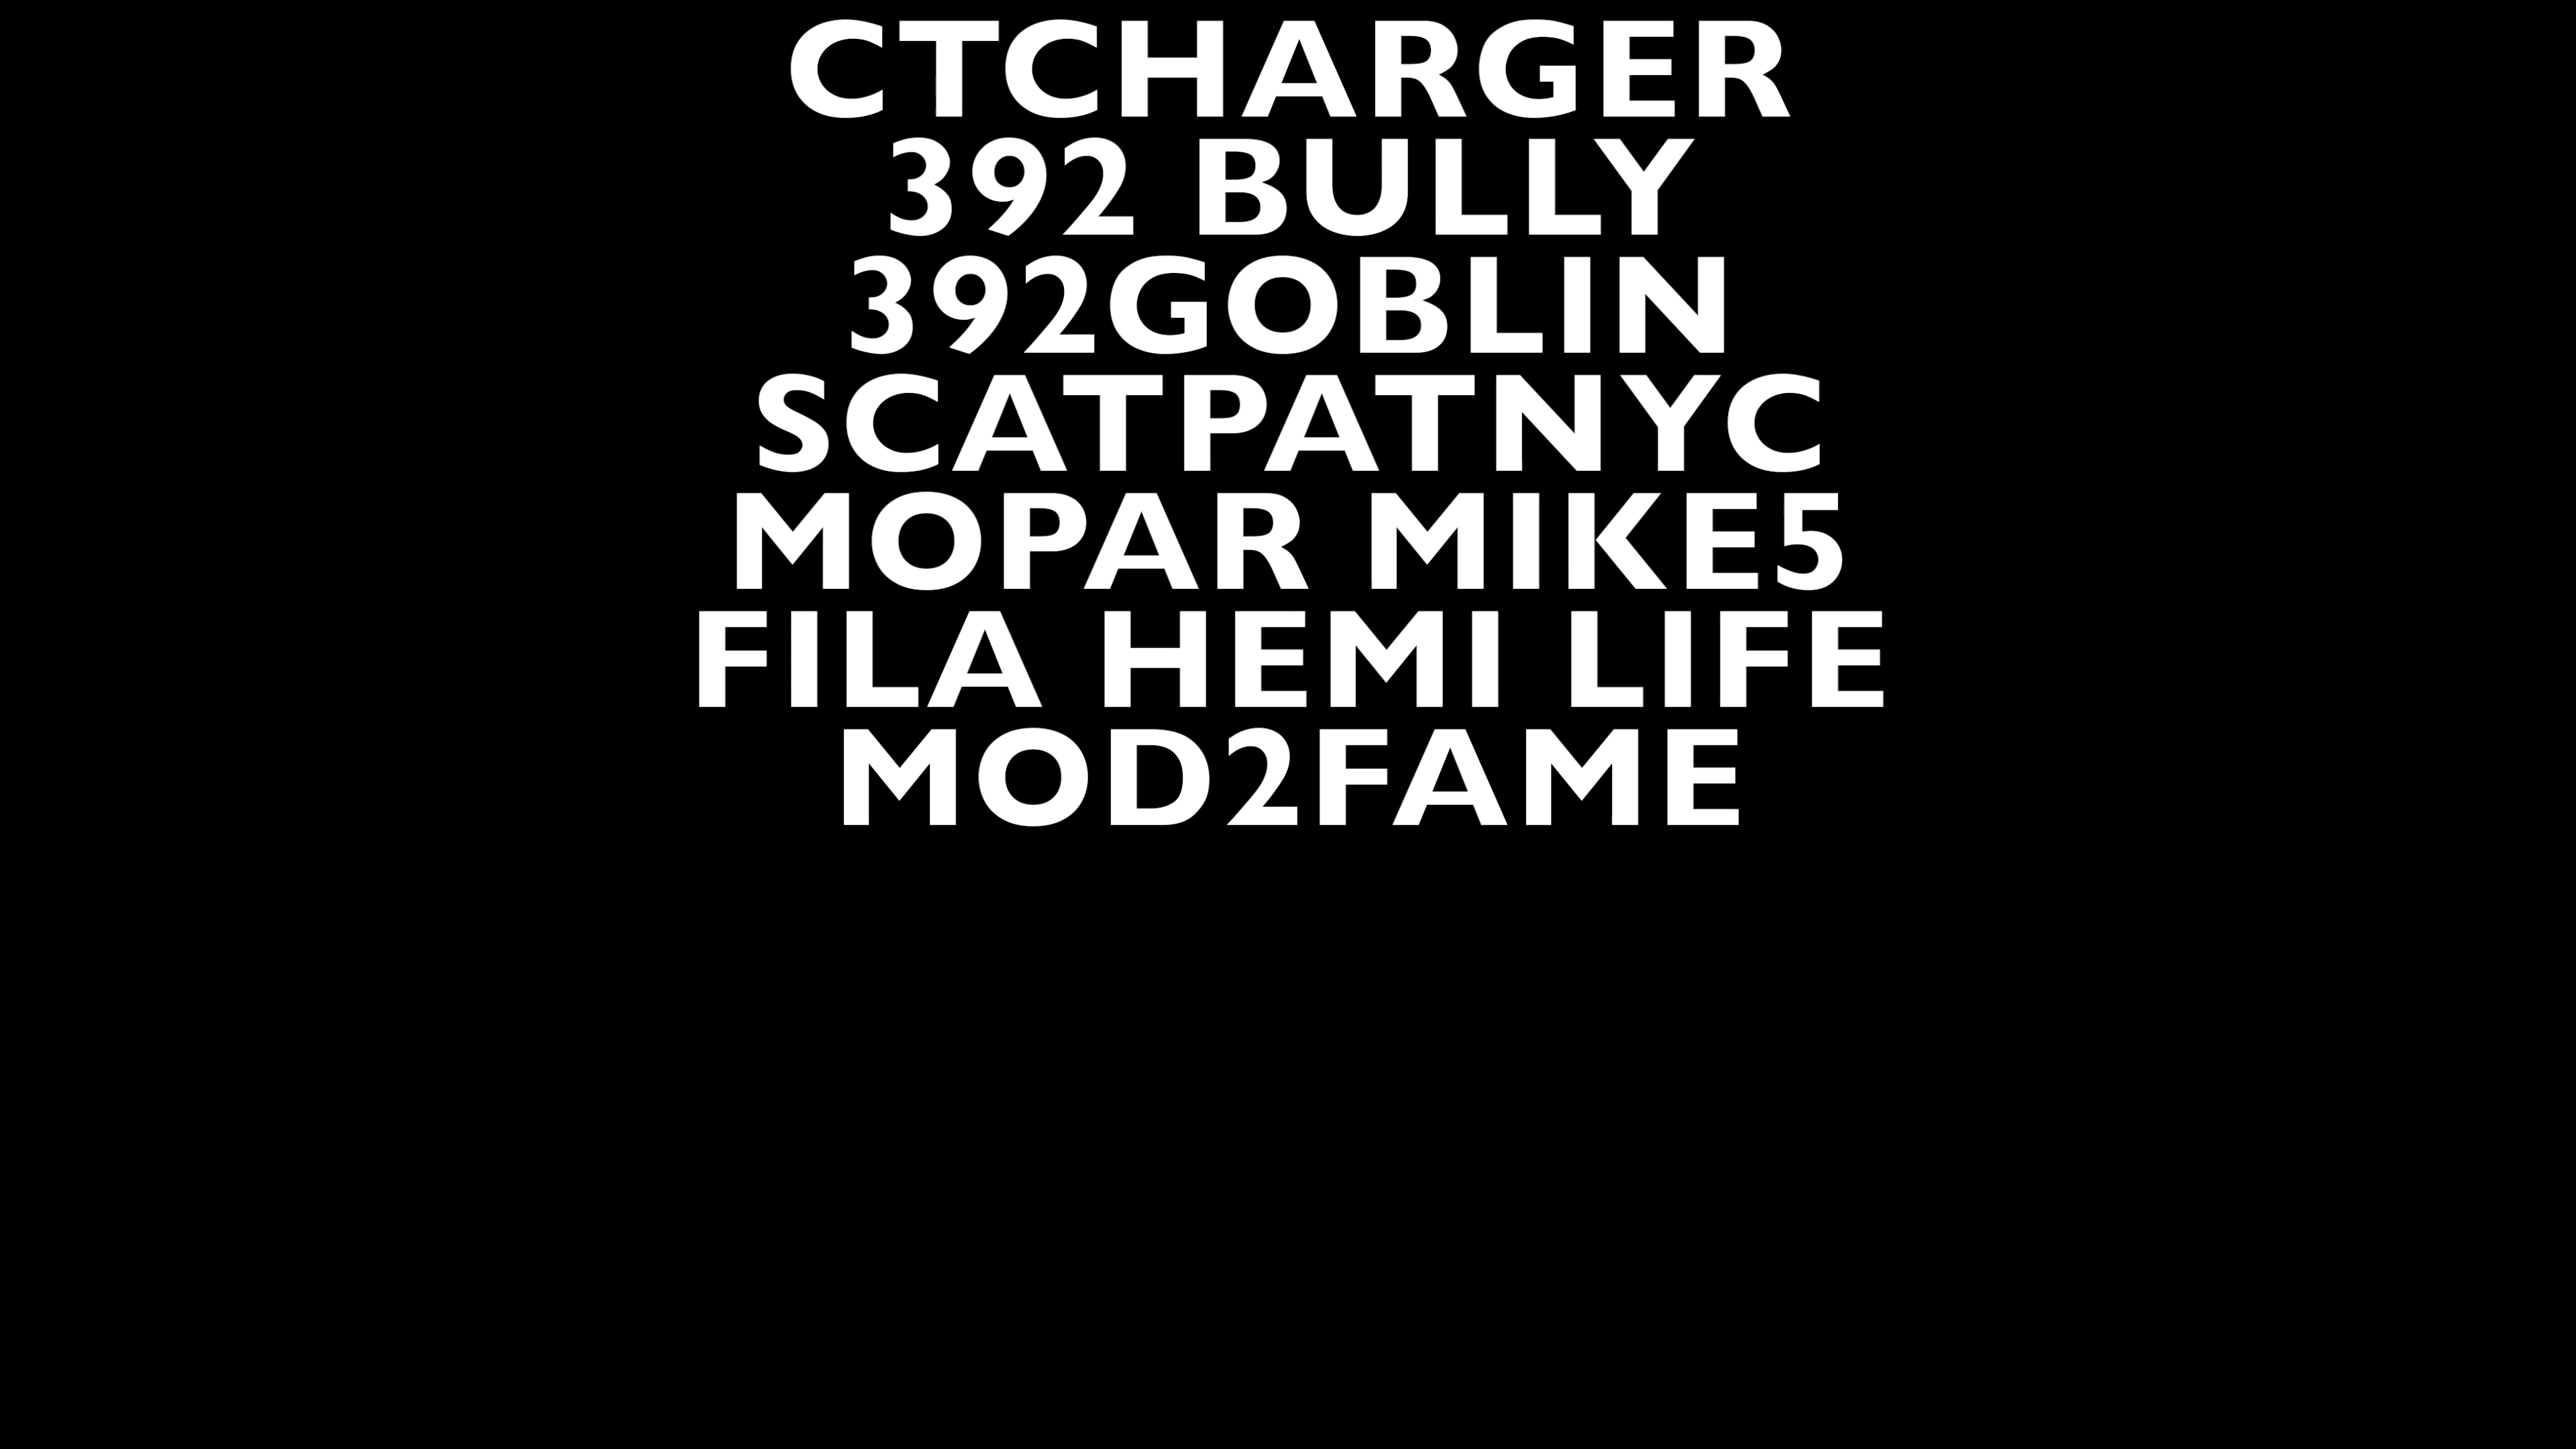 CTCHARGER
392 BULLY
392GOBLIN
SCATPATNYC
MOPAR MIKE5
FILA HEMI LIFE
MOD2FAME